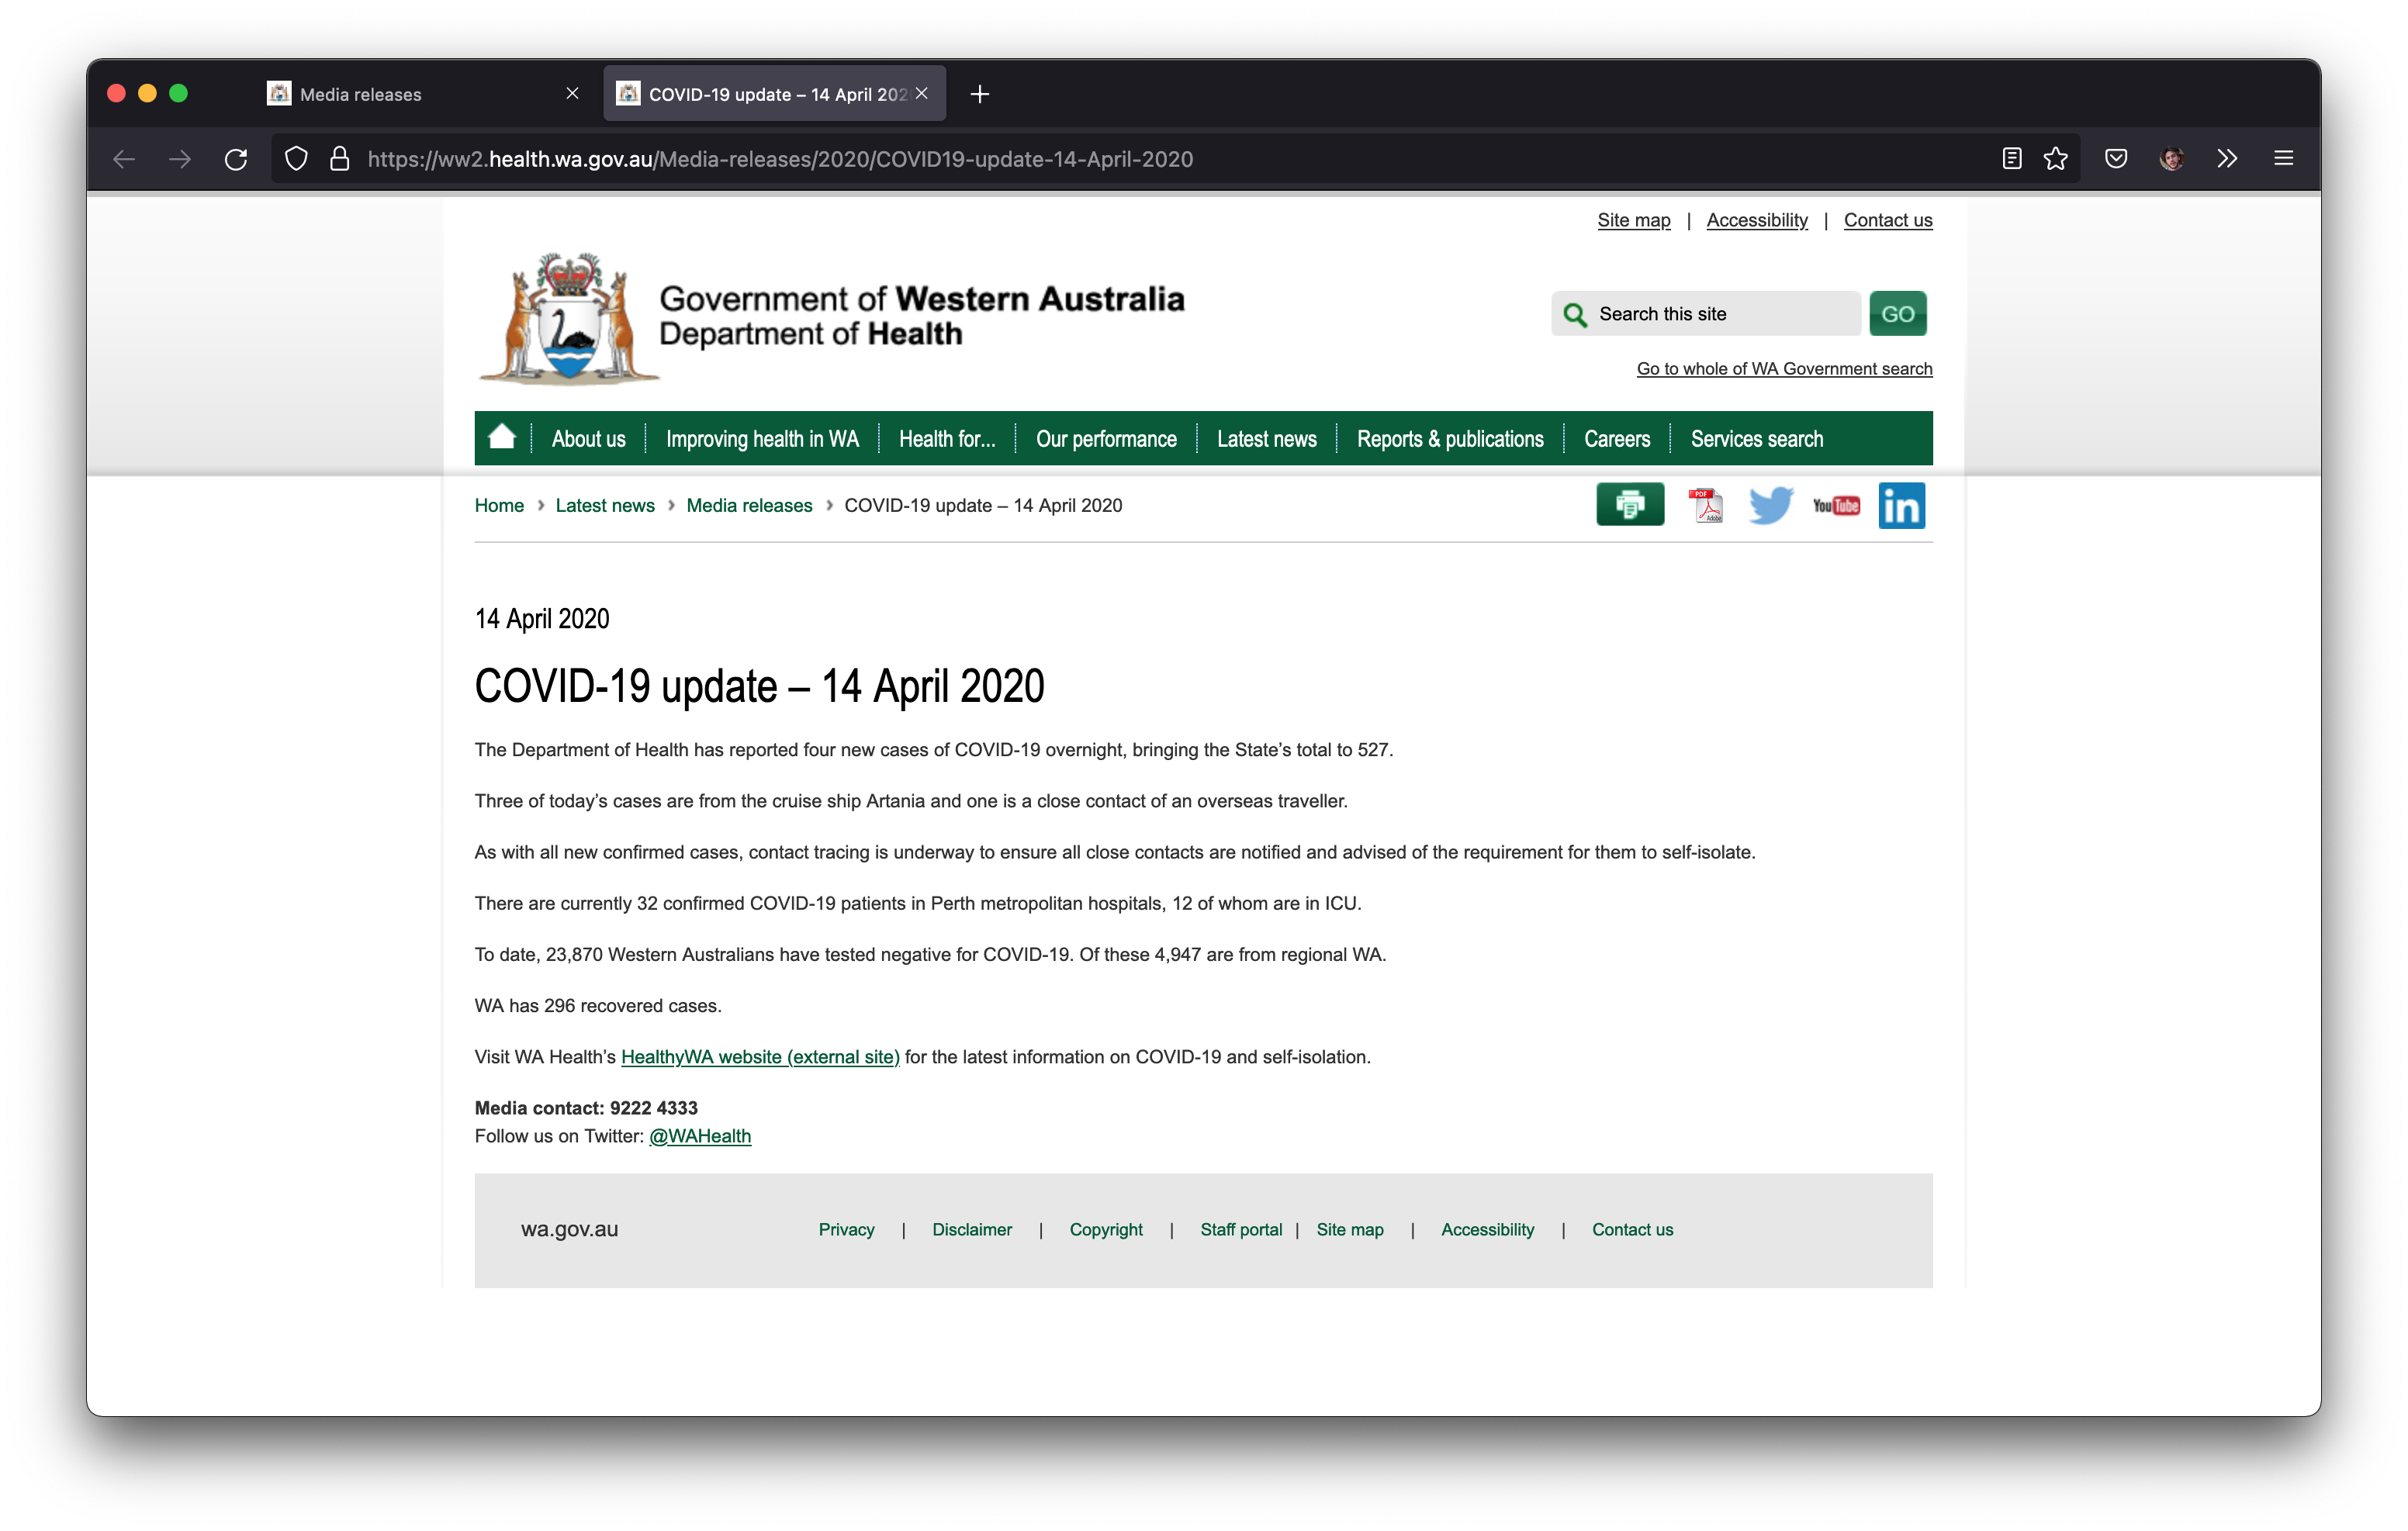 Media releases
COVID-19 update – 14 April 202
https://ww2.health.wa.gov.au/Media-releases/2020/COVID19-update-14-April-2020
Site map | Accessibility | Contact us
Government of Western Australia
Department of Health
Search this site
GO
Go to whole of WA Government search
About us
Improving health in WA
Health for...
Our performance
Latest news
Reports & publications
Careers
Services search
Home › Latest news › Media releases › COVID-19 update – 14 April 2020
PDF
Adobe
YouTube
in
14 April 2020
COVID-19 update – 14 April 2020
The Department of Health has reported four new cases of COVID-19 overnight, bringing the State’s total to 527.
Three of today’s cases are from the cruise ship Artania and one is a close contact of an overseas traveller.
As with all new confirmed cases, contact tracing is underway to ensure all close contacts are notified and advised of the requirement for them to self-isolate.
There are currently 32 confirmed COVID-19 patients in Perth metropolitan hospitals, 12 of whom are in ICU.
To date, 23,870 Western Australians have tested negative for COVID-19. Of these 4,947 are from regional WA.
WA has 296 recovered cases.
Visit WA Health’s HealthyWA website (external site) for the latest information on COVID-19 and self-isolation.
Media contact: 9222 4333
Follow us on Twitter: @WAHealth
wa.gov.au
Privacy | Disclaimer | Copyright | Staff portal | Site map | Accessibility | Contact us